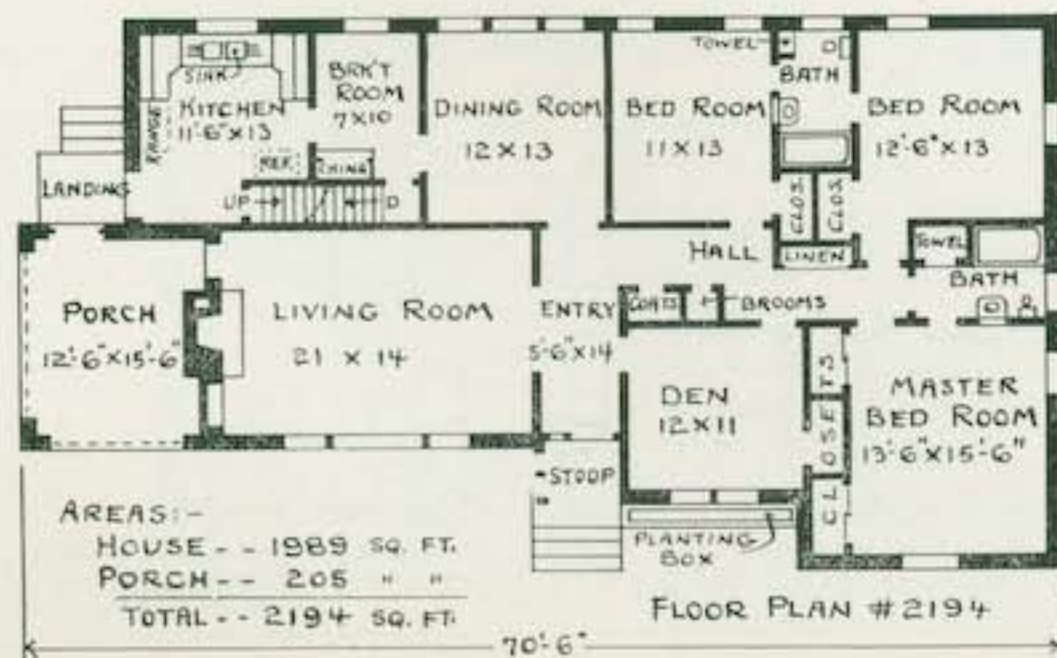 SINK
KITCHEN
11'-6" X 13
RANGE
REF.
BRK'T
ROOM
7 X 10
CHINA
DINING ROOM
12 X 13
BED ROOM
11 X 13
TOWEL
BATH
BED ROOM
12'-6" X 13
LANDING
UP
D
CLOS.
CLOS.
LINEN
TOWEL
BATH
HALL
PORCH
12'-6" X 15'-6"
LIVING ROOM
21 X 14
ENTRY
5'-6" X 14
COATS
BROOMS
DEN
12 X 11
CLOSETS
MASTER
BED ROOM
13'-6" X 15'-6"
STOOP
PLANTING
BOX
AREAS:-
HOUSE - - 1989 SQ. FT.
PORCH - - 205 " "
TOTAL - - 2194 SQ. FT.
FLOOR PLAN #2194
70'-6"